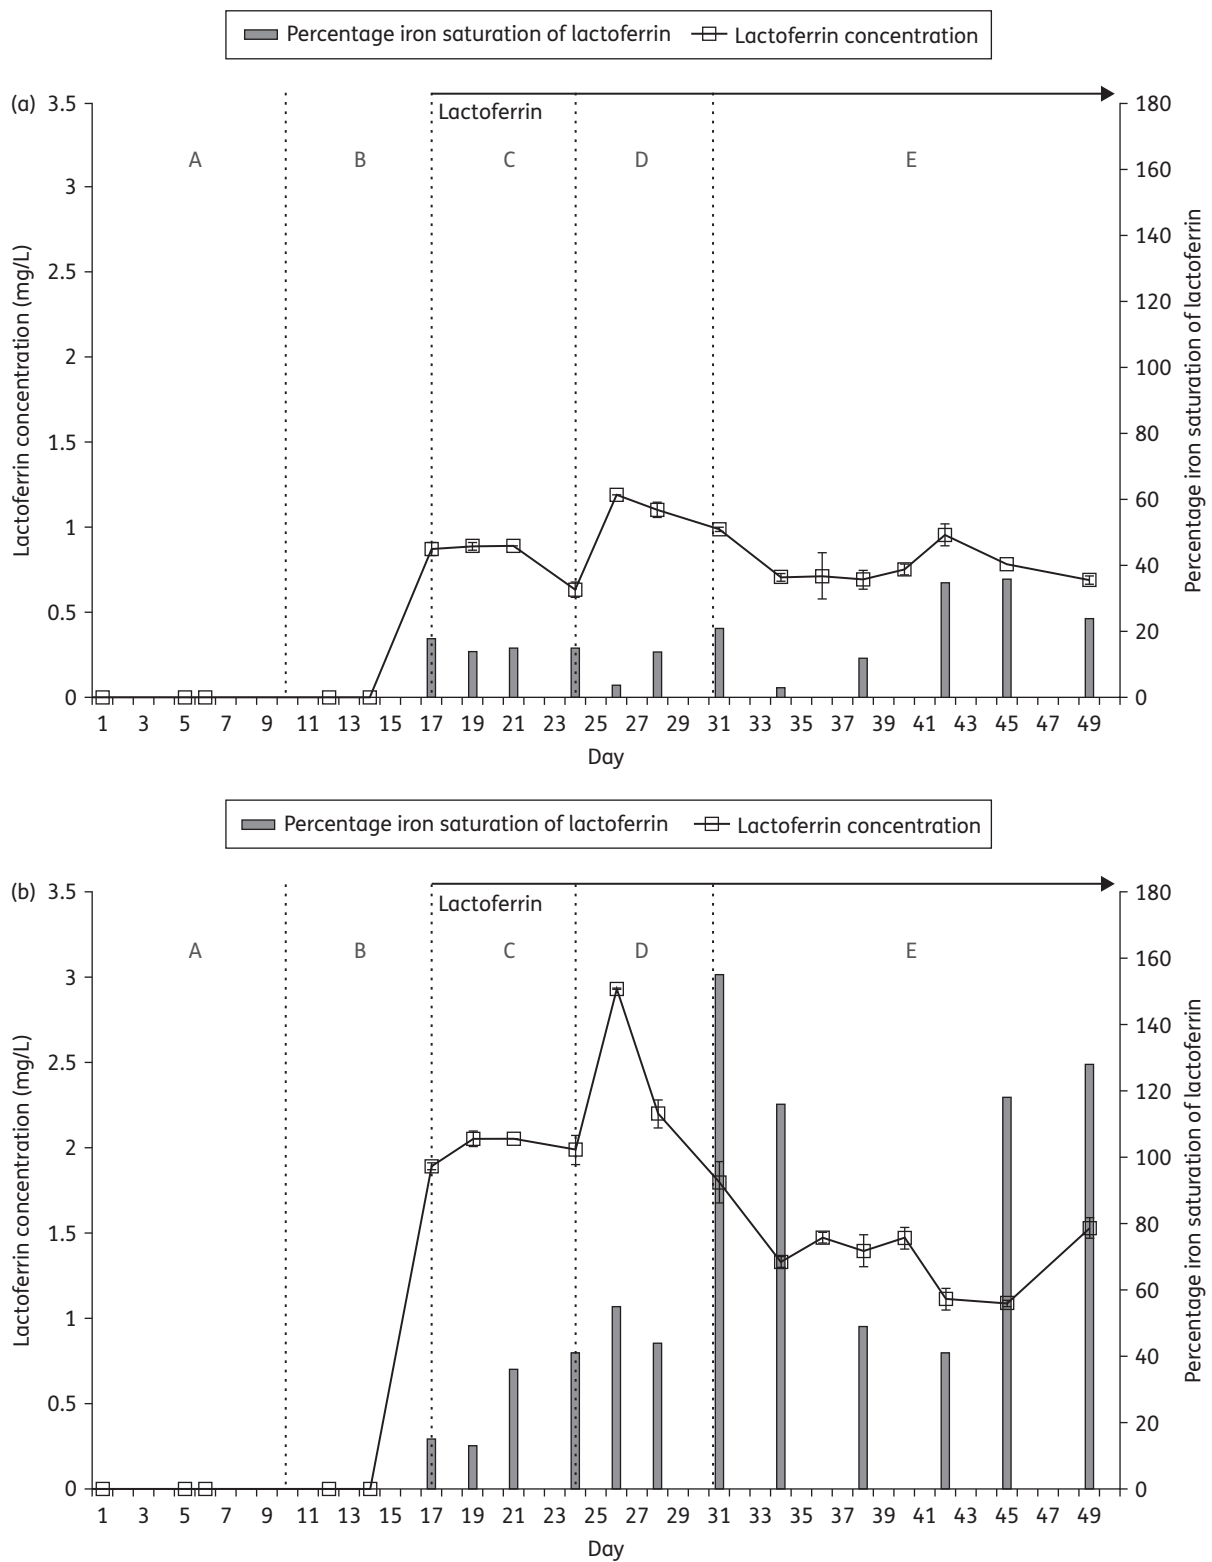 Percentage iron saturation of lactoferrin Lactoferrin concentration
(a)
3.5
3
2.5
2
1.5
1
0.5
0
Lactoferrin concentration (mg/L)
Lactoferrin
A B C D E
180
160
140
120
100
80
60
40
20
0
Percentage iron saturation of lactoferrin
1 3 5 7 9 11 13 15 17 19 21 23 25 27 29 31 33 35 37 39 41 43 45 47 49
Day
Percentage iron saturation of lactoferrin Lactoferrin concentration
(b)
3.5
3
2.5
2
1.5
1
0.5
0
Lactoferrin concentration (mg/L)
Lactoferrin
A B C D E
180
160
140
120
100
80
60
40
20
0
Percentage iron saturation of lactoferrin
1 3 5 7 9 11 13 15 17 19 21 23 25 27 29 31 33 35 37 39 41 43 45 47 49
Day